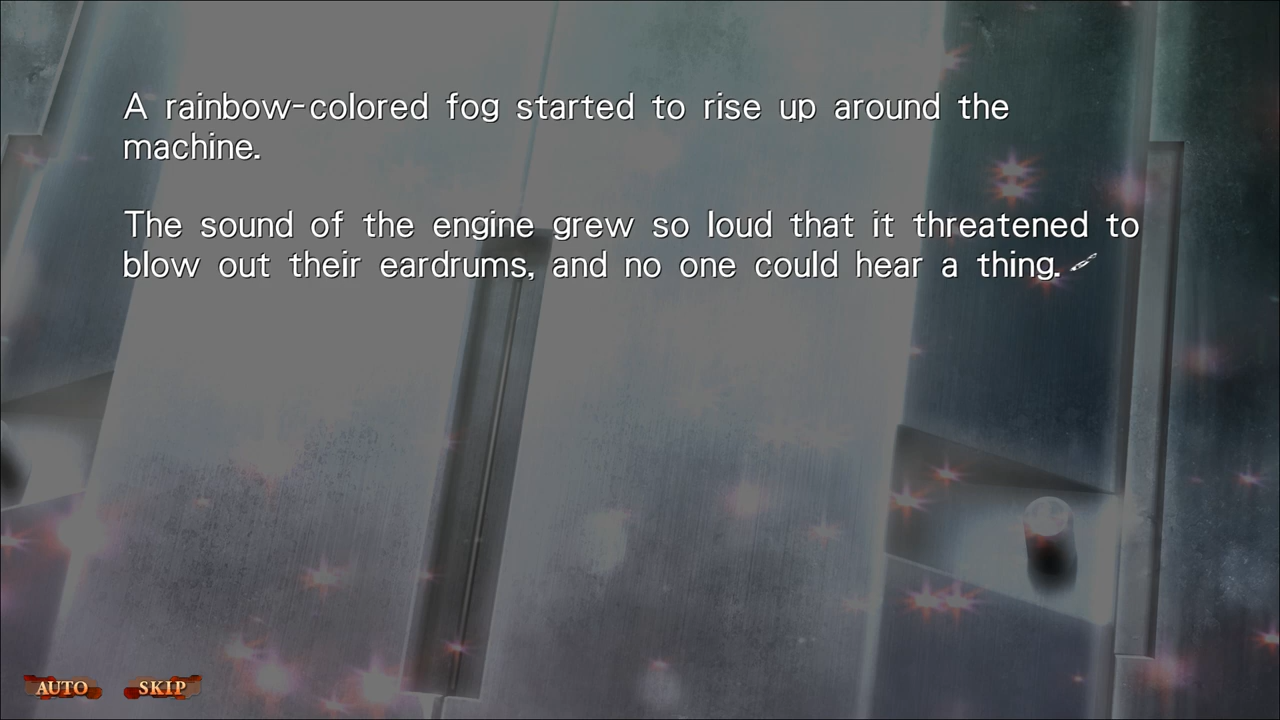 A rainbow-colored fog started to rise up around the
machine.
The sound of the engine grew so loud that it threatened to
blow out their eardrums, and no one could hear a thing.
AUTO SKIP